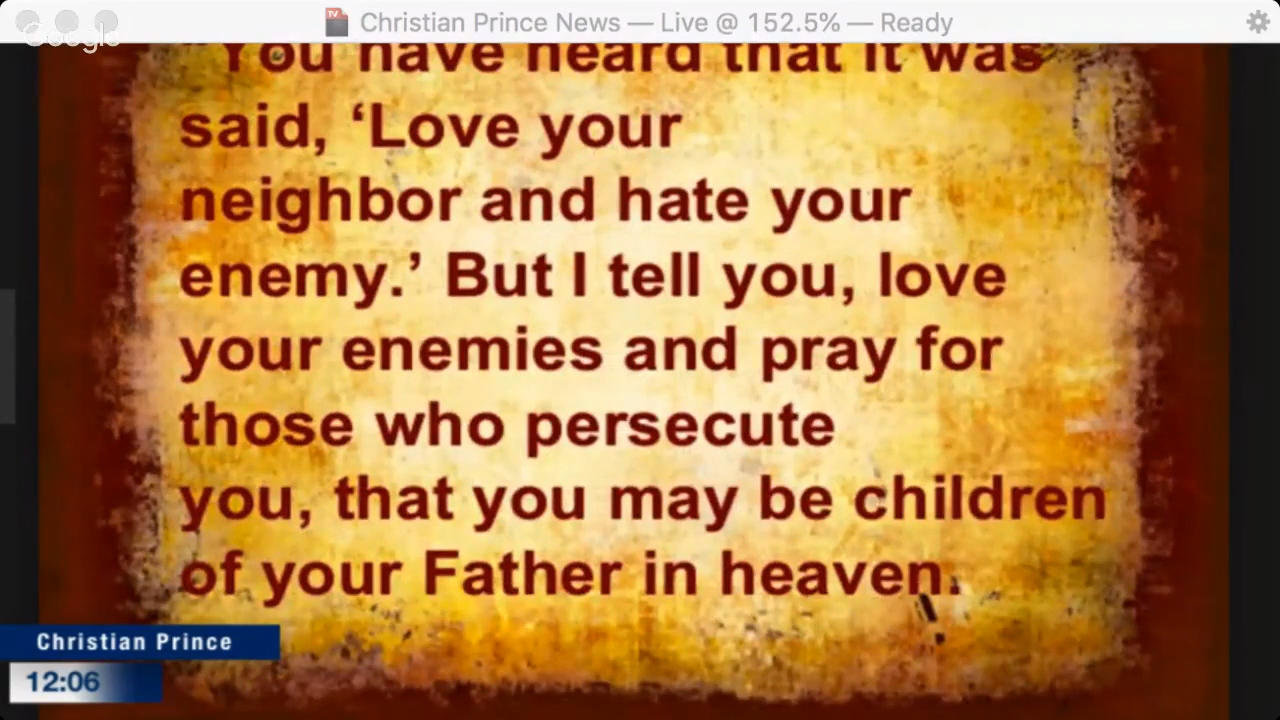 Christian Prince News — Live @ 152.5% — Ready
TV
Google
"You have heard that it was
said, ‘Love your
neighbor and hate your
enemy.’ But I tell you, love
your enemies and pray for
those who persecute
you, that you may be children
of your Father in heaven.
Christian Prince
12:06